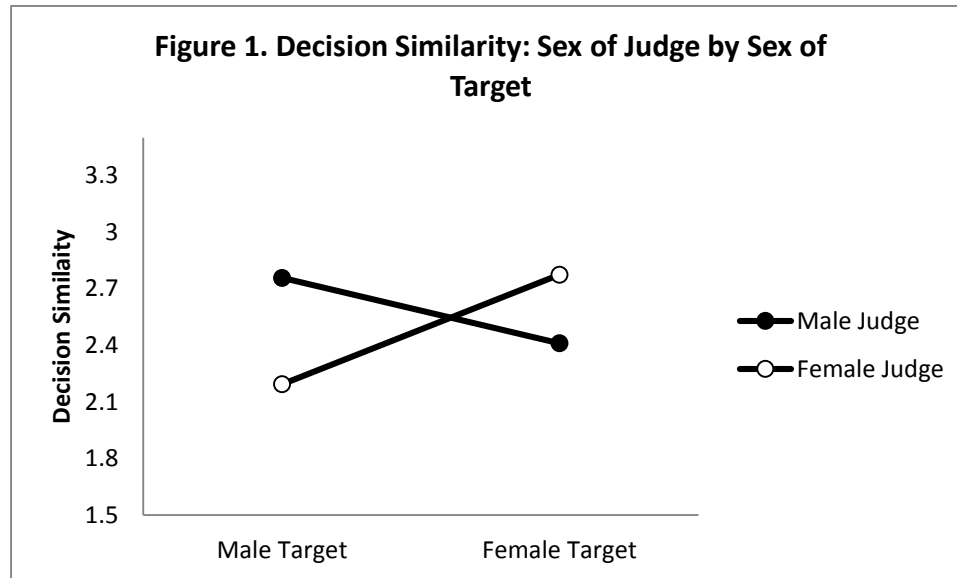 Figure 1. Decision Similarity: Sex of Judge by Sex of
Target
3.3
3
2.7
2.4
2.1
1.8
1.5
Decision Similaity
Male Target
Female Target
Male Judge
Female Judge